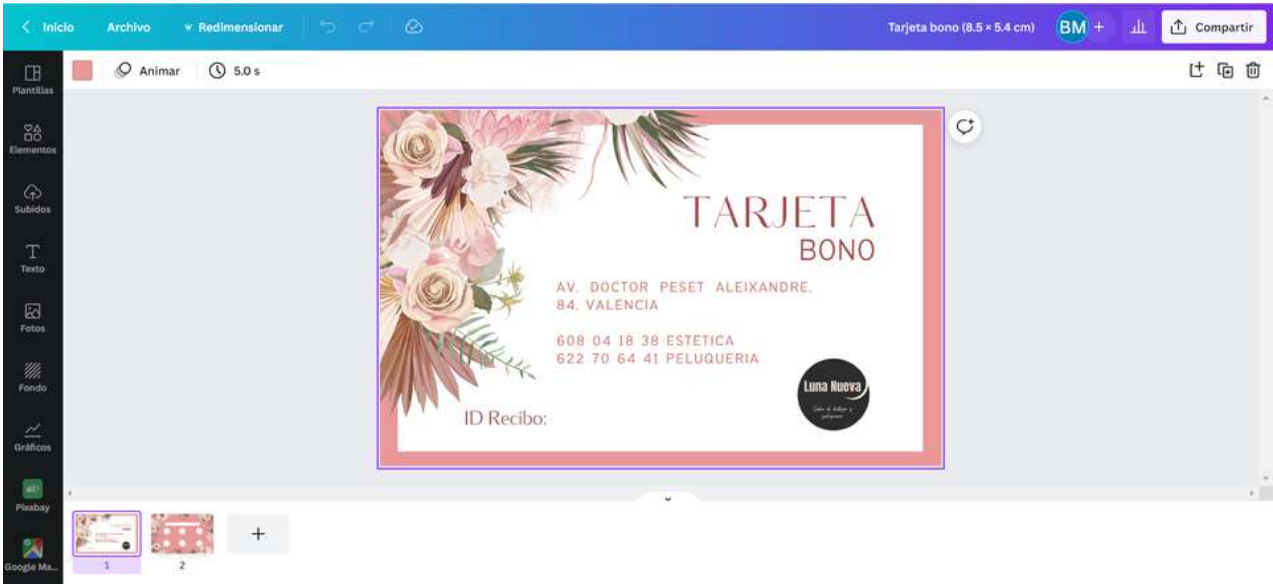 Inicio Archivo Redimensionar Tarjeta bono (8.5 × 5.4 cm) BM + Compartir
Animar 5.0 s
Plantillas
Elementos
Subidos
Texto
Fotos
Fondo
Gráficos
Pixabay
Google Ma...
TARJETA
BONO
AV. DOCTOR PESET ALEIXANDRE,
84, VALENCIA
608 04 18 38 ESTETICA
622 70 64 41 PELUQUERIA
Luna Nueva
ID Recibo:
1 2